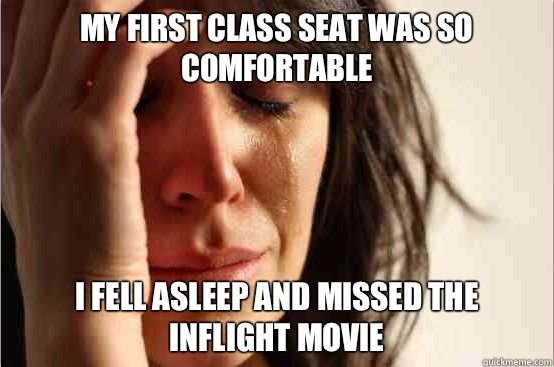 MY FIRST CLASS SEAT WAS SO
COMFORTABLE
I FELL ASLEEP AND MISSED THE
INFLIGHT MOVIE
quickmeme.com